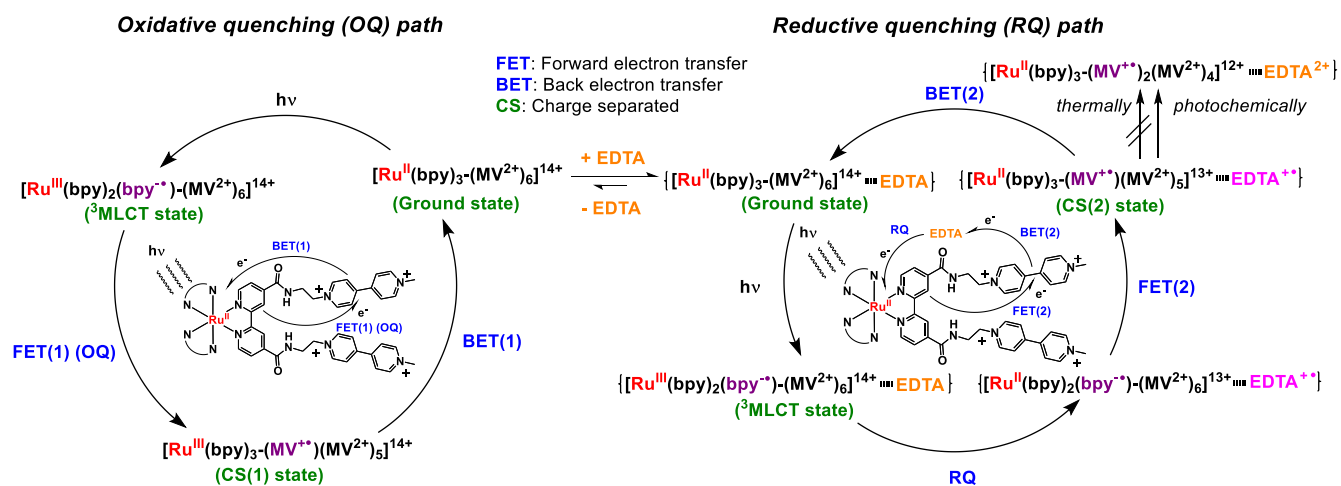 Oxidative quenching (OQ) path
Reductive quenching (RQ) path
FET: Forward electron transfer
BET: Back electron transfer
CS: Charge separated
hν
[Ruᴵᴵᴵ(bpy)₂(bpy⁻•)-(MV²⁺)₆]¹⁴⁺
(³MLCT state)
[Ruᴵᴵ(bpy)₃-(MV²⁺)₆]¹⁴⁺
(Ground state)
FET(1) (OQ)
BET(1)
[Ruᴵᴵᴵ(bpy)₃-(MV⁺•)(MV²⁺)₅]¹⁴⁺
(CS(1) state)
hν
BET(1)
e⁻
O
N
H
N
N
N
N
N
Ruᴵᴵ
N
+
N
+
e⁻
FET(1) (OQ)
O
N
H
N
+
N
+
+ EDTA
- EDTA
{[Ruᴵᴵ(bpy)₃-(MV⁺•)₂(MV²⁺)₄]¹²⁺ EDTA²⁺}
thermally
photochemically
BET(2)
{[Ruᴵᴵ(bpy)₃-(MV²⁺)₆]¹⁴⁺ EDTA}
(Ground state)
{[Ruᴵᴵ(bpy)₃-(MV⁺•)(MV²⁺)₅]¹³⁺ EDTA⁺•}
(CS(2) state)
hν
hν
RQ
EDTA
e⁻
BET(2)
e⁻
O
N
H
N
N
N
N
N
Ruᴵᴵ
N
+
N
+
e⁻
FET(2)
O
N
H
N
+
N
+
FET(2)
{[Ruᴵᴵᴵ(bpy)₂(bpy⁻•)-(MV²⁺)₆]¹⁴⁺ EDTA}
(³MLCT state)
{[Ruᴵᴵ(bpy)₂(bpy⁻•)-(MV²⁺)₆]¹³⁺ EDTA⁺•}
RQ